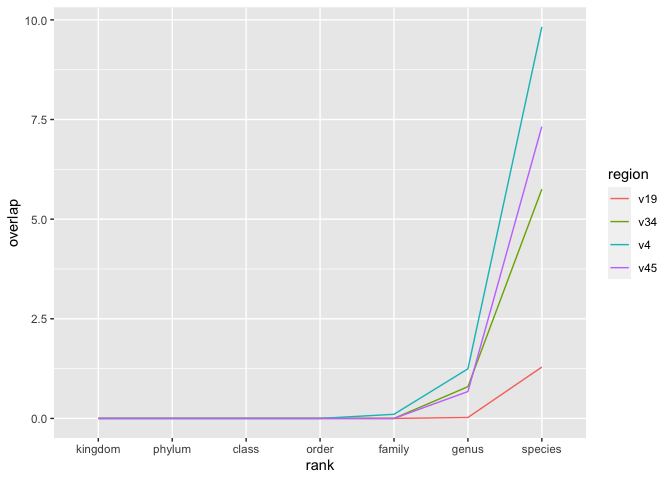 10.0
7.5
5.0
2.5
0.0
overlap
kingdom phylum class order family genus species
rank
region
v19
v34
v4
v45